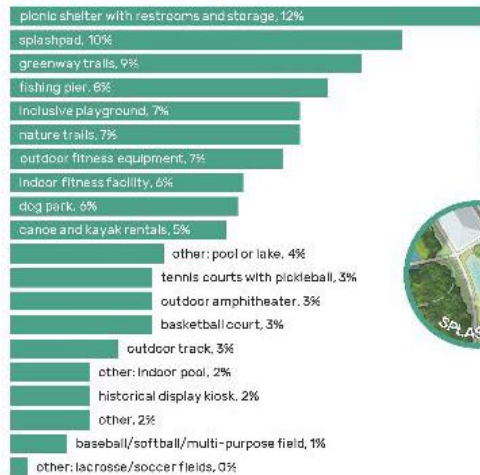 picnic shelter with restrooms and storage, 12%
splashpad, 10%
greenway trails, 9%
fishing pier, 8%
inclusive playground, 7%
nature trails, 7%
outdoor fitness equipment, 7%
indoor fitness facility, 6%
dog park, 6%
canoe and kayak rentals, 5%
other: pool or lake, 4%
tennis courts with pickleball, 3%
outdoor amphitheater, 3%
basketball court, 3%
outdoor track, 3%
other: indoor pool, 2%
historical display kiosk, 2%
other, 2%
baseball/softball/multi-purpose field, 1%
other: lacrosse/soccer fields, 0%
SPLAS